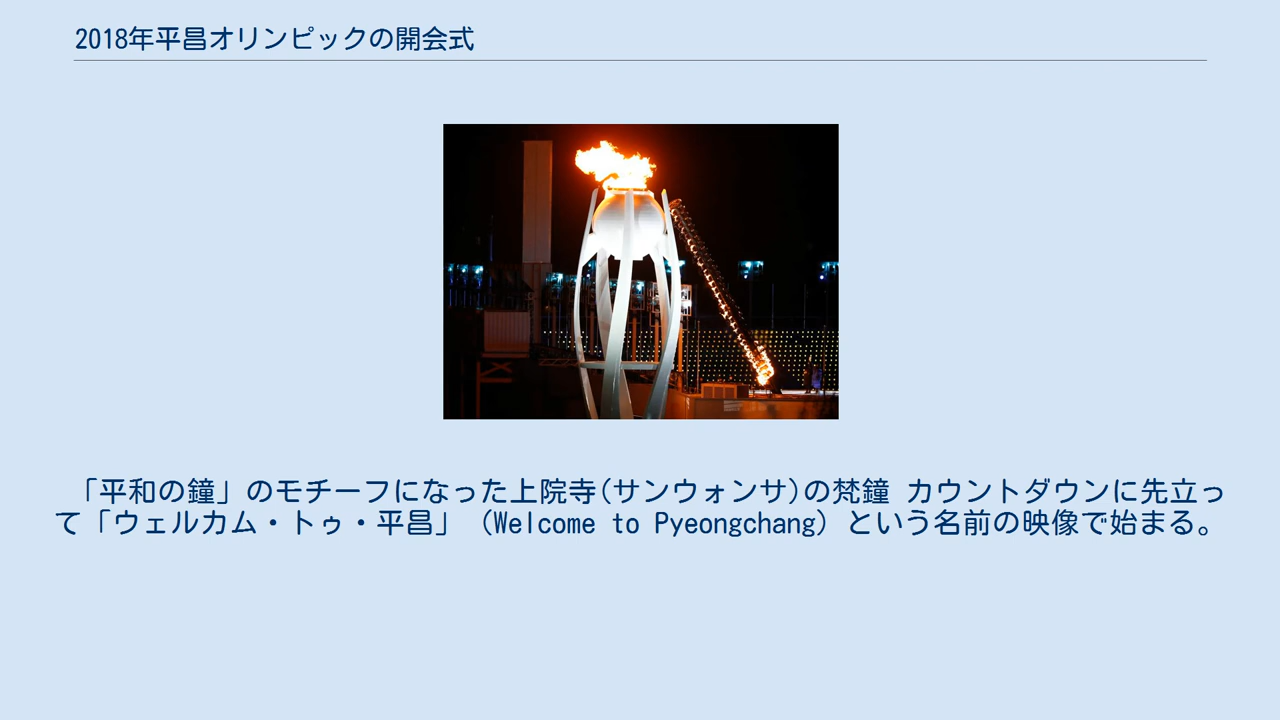 2018年平昌オリンピックの開会式
「平和の鐘」のモチーフになった上院寺(サンウォンサ)の梵鐘 カウントダウンに先立っ
て「ウェルカム・トゥ・平昌」（Welcome to Pyeongchang）という名前の映像で始まる。